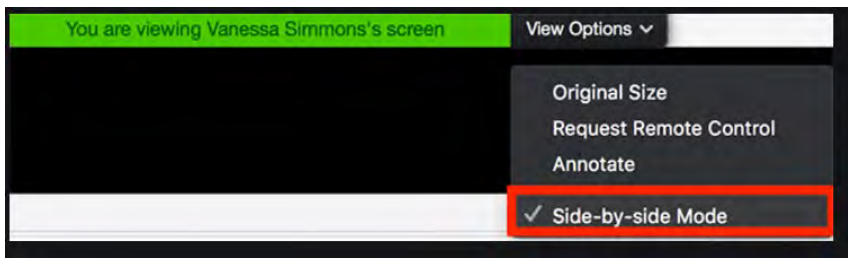 You are viewing Vanessa Simmons's screen View Options
Original Size
Request Remote Control
Annotate
✓ Side-by-side Mode